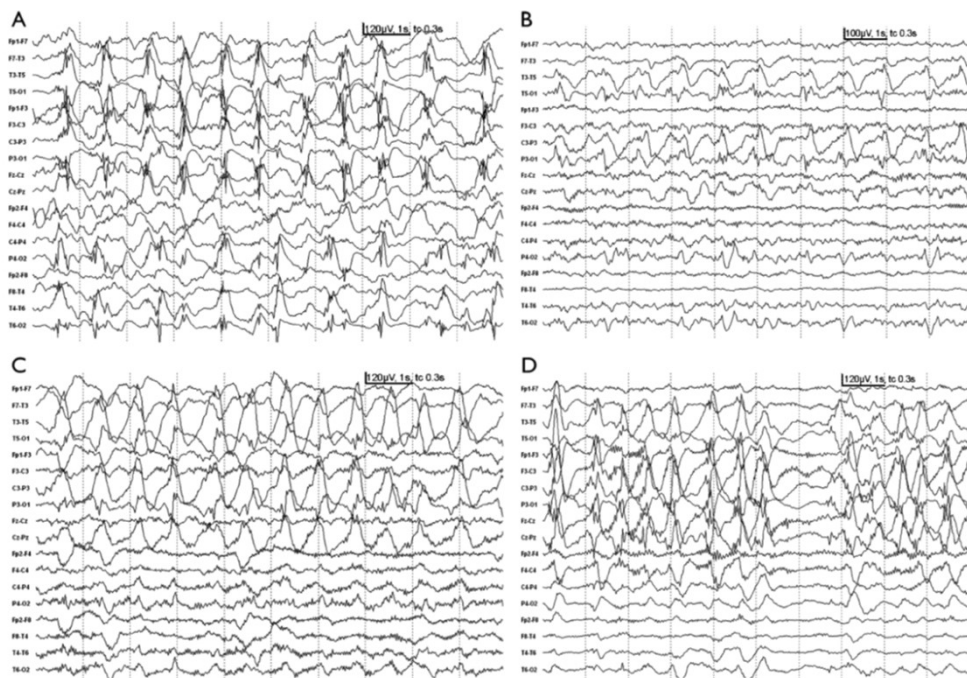 A
120µV, 1s, tc 0.3s
Fp1-F7
F7-T3
T3-T5
T5-O1
Fp1-F3
F3-C3
C3-P3
P3-O1
Fz-Cz
Cz-Pz
Fp2-F4
F4-C4
C4-P4
P4-O2
Fp2-F8
F8-T4
T4-T6
T6-O2
B
100µV, 1s, tc 0.3s
Fp1-F7
F7-T3
T3-T5
T5-O1
Fp1-F3
F3-C3
C3-P3
P3-O1
Fz-Cz
Cz-Pz
Fp2-F4
F4-C4
C4-P4
P4-O2
Fp2-F8
F8-T4
T4-T6
T6-O2
C
120µV, 1s, tc 0.3s
Fp1-F7
F7-T3
T3-T5
T5-O1
Fp1-F3
F3-C3
C3-P3
P3-O1
Fz-Cz
Cz-Pz
Fp2-F4
F4-C4
C4-P4
P4-O2
Fp2-F8
F8-T4
T4-T6
T6-O2
D
120µV, 1s, tc 0.3s
Fp1-F7
F7-T3
T3-T5
T5-O1
Fp1-F3
F3-C3
C3-P3
P3-O1
Fz-Cz
Cz-Pz
Fp2-F4
F4-C4
C4-P4
P4-O2
Fp2-F8
F8-T4
T4-T6
T6-O2